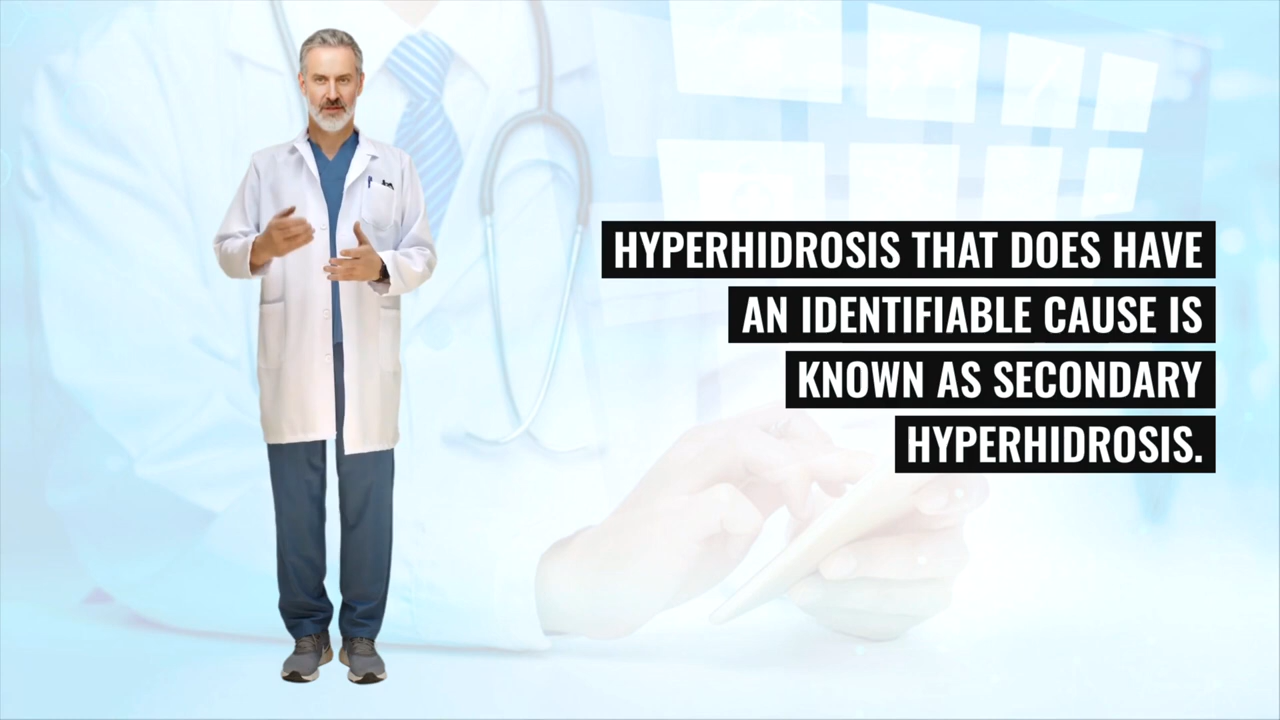 HYPERHIDROSIS THAT DOES HAVE
AN IDENTIFIABLE CAUSE IS
KNOWN AS SECONDARY
HYPERHIDROSIS.